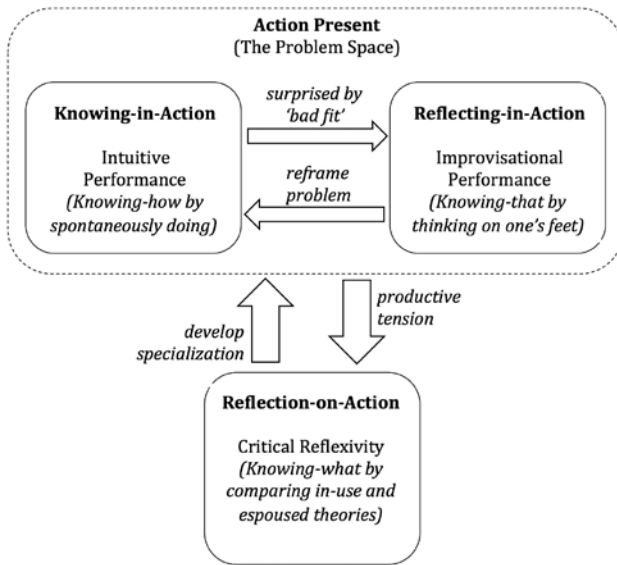 Action Present
(The Problem Space)
Knowing-in-Action
Intuitive
Performance
(Knowing-how by
spontaneously doing)
surprised by
‘bad fit’
reframe
problem
Reflecting-in-Action
Improvisational
Performance
(Knowing-that by
thinking on one’s feet)
develop
specialization
productive
tension
Reflection-on-Action
Critical Reflexivity
(Knowing-what by
comparing in-use and
espoused theories)